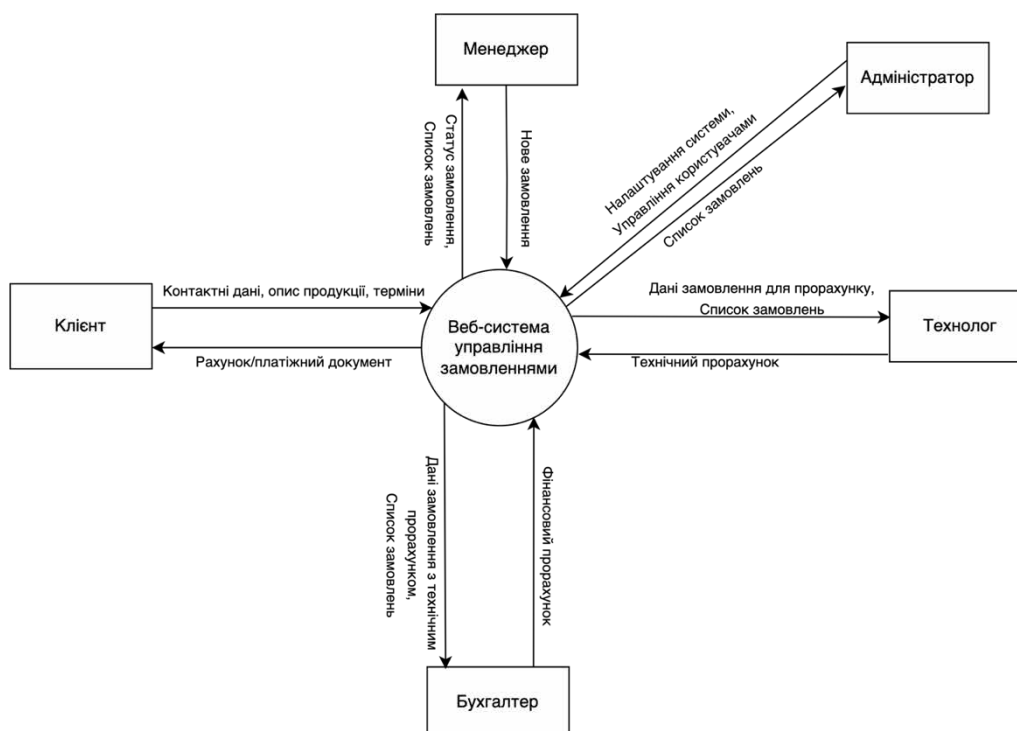 Менеджер
Адміністратор
Статус замовлення,
Список замовлень
Нове замовлення
Налаштування системи,
Управління користувачами
Список замовлень
Клієнт
Контактні дані, опис продукції, терміни
Рахунок/платіжний документ
Веб-система
управління
замовленнями
Дані замовлення для прорахунку,
Список замовлень
Технічний прорахунок
Технолог
Дані замовлення з технічним
прорахунком,
Список замовлень
Фінансовий прорахунок
Бухгалтер